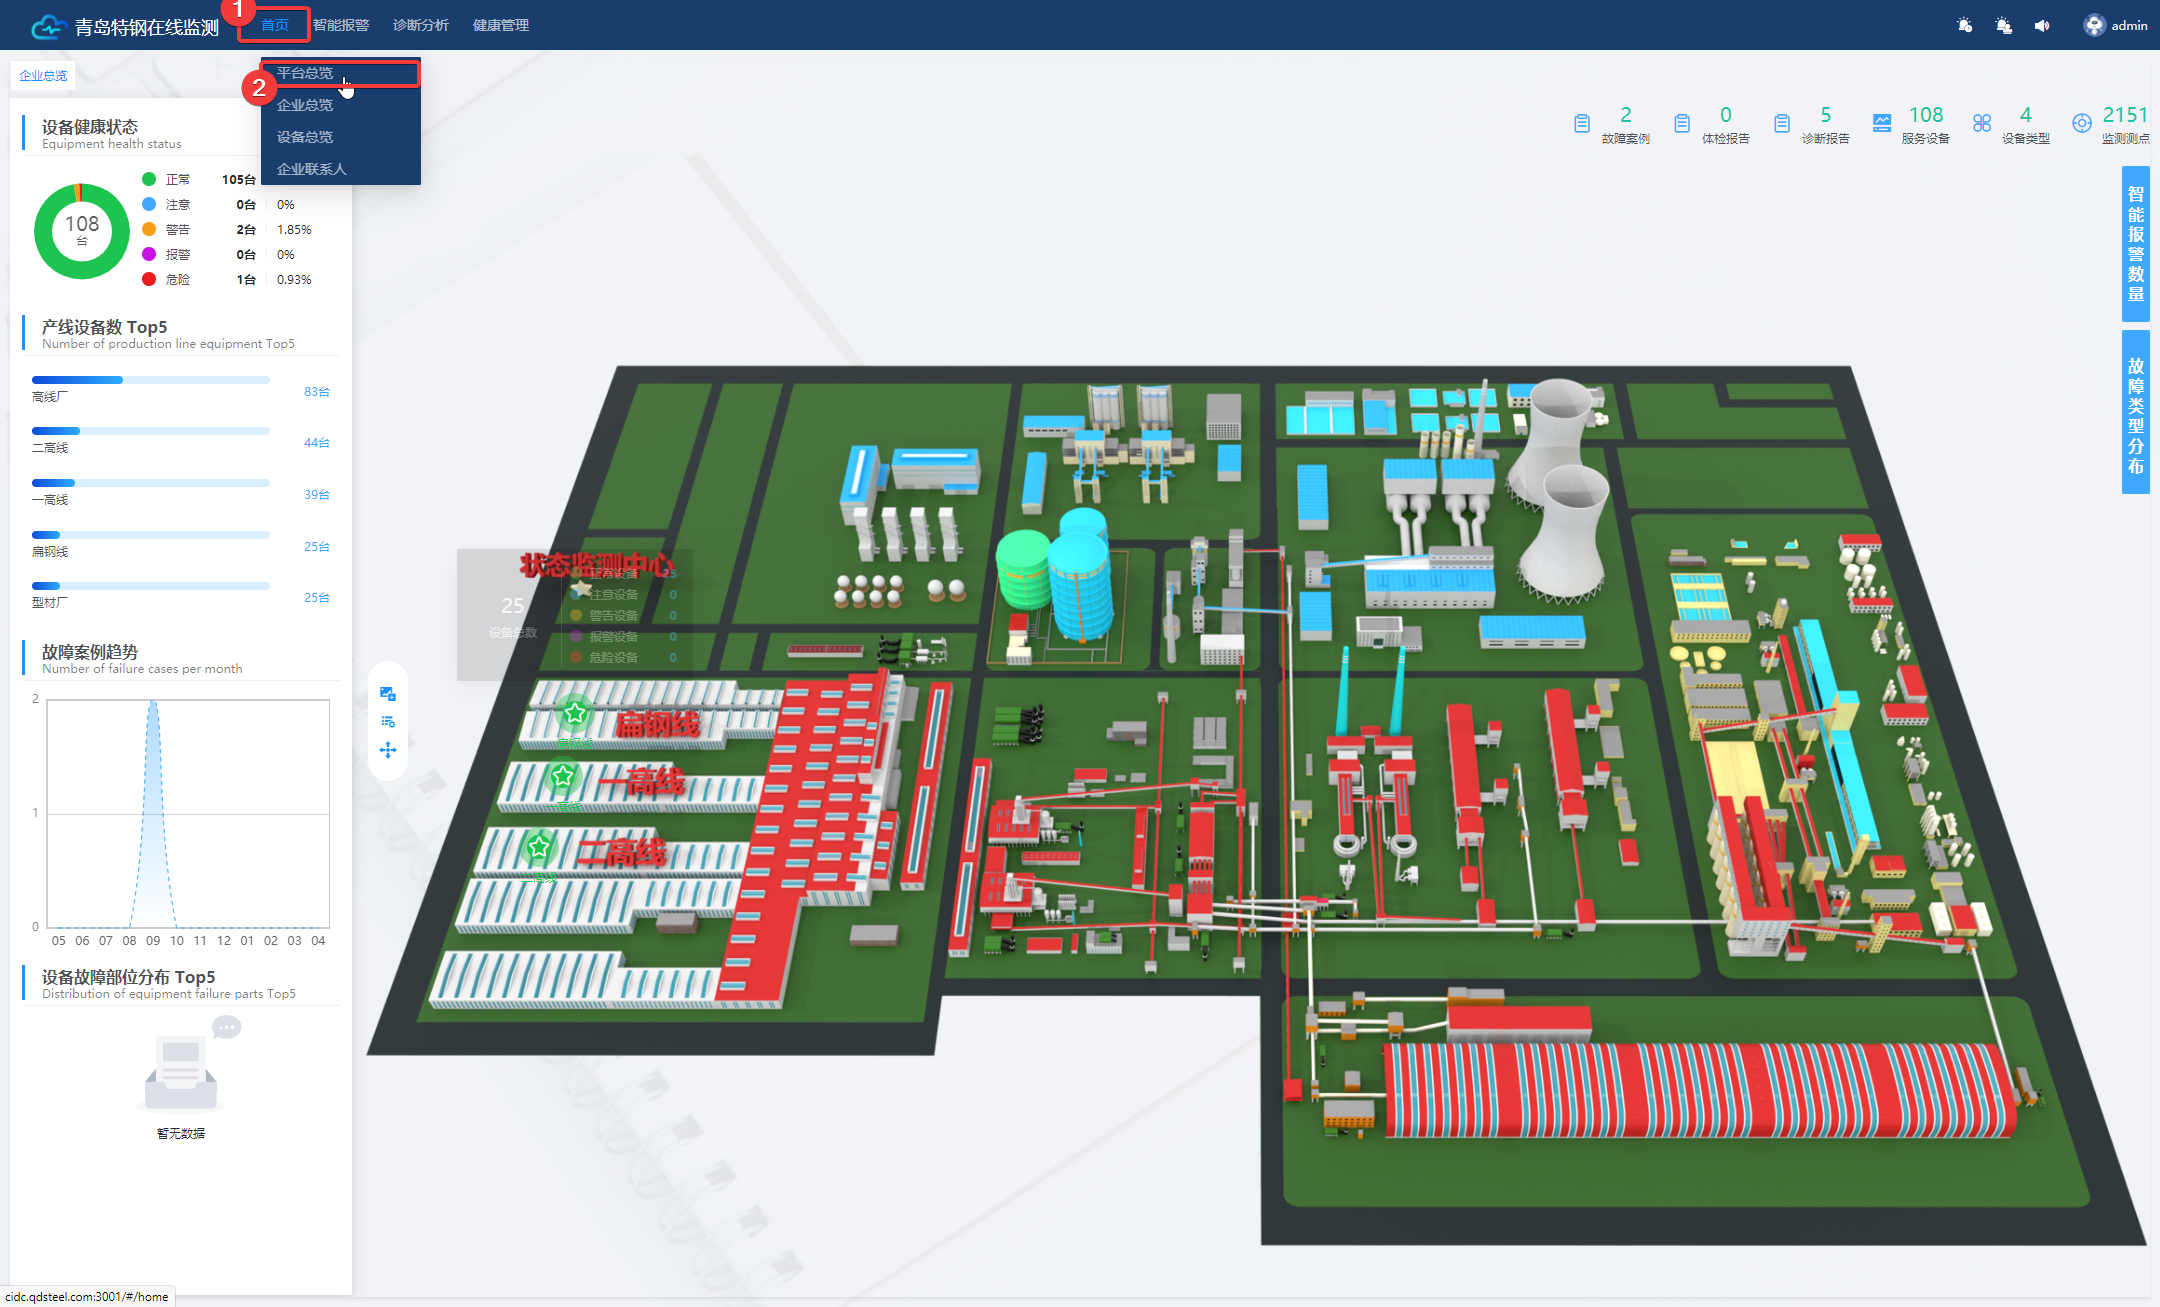 青岛特钢在线监测
1
首页
智能报警
诊断分析
健康管理
admin
2
平台总览
企业总览
设备总览
企业联系人
企业总览
设备健康状态
Equipment health status
108
台
正常 105台
注意 0台 0%
警告 2台 1.85%
报警 0台 0%
危险 1台 0.93%
产线设备数 Top5
Number of production line equipment Top5
高线厂 83台
二高线 44台
一高线 39台
扁钢线 25台
型材厂 25台
故障案例趋势
Number of failure cases per month
2
1
0
05 06 07 08 09 10 11 12 01 02 03 04
设备故障部位分布 Top5
Distribution of equipment failure parts Top5
暂无数据
2 故障案例
0 体检报告
5 诊断报告
108 服务设备
4 设备类型
2151 监测测点
智能报警数量
故障类型分布
状态监测中心
25
设备总数
正常设备 25
注意设备 0
警告设备 0
报警设备 0
危险设备 0
扁钢线
扁钢线
一高线
一高线
二高线
二高线
cidc.qdsteel.com:3001/#/home